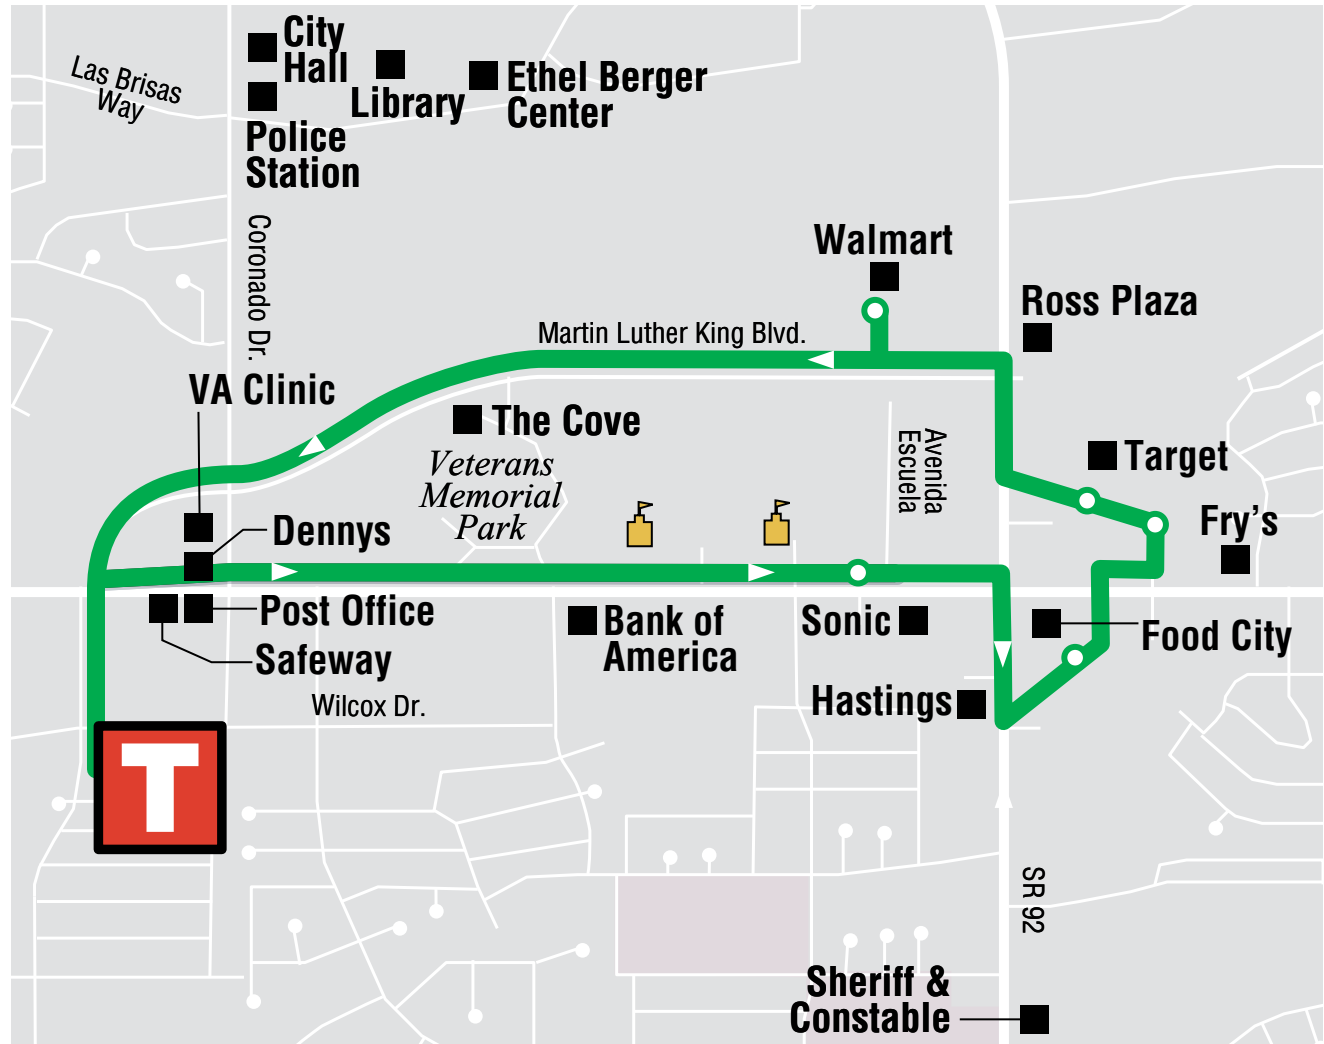 City
Hall
Las Brisas
Way
Library
Ethel Berger
Center
Police
Station
Coronado Dr.
Walmart
Ross Plaza
Martin Luther King Blvd.
VA Clinic
The Cove
Veterans
Memorial
Park
Avenida
Escuela
Target
Fry's
Dennys
Post Office
Safeway
Bank of
America
Sonic
Food City
Hastings
Wilcox Dr.
T
SR 92
Sheriff &
Constable